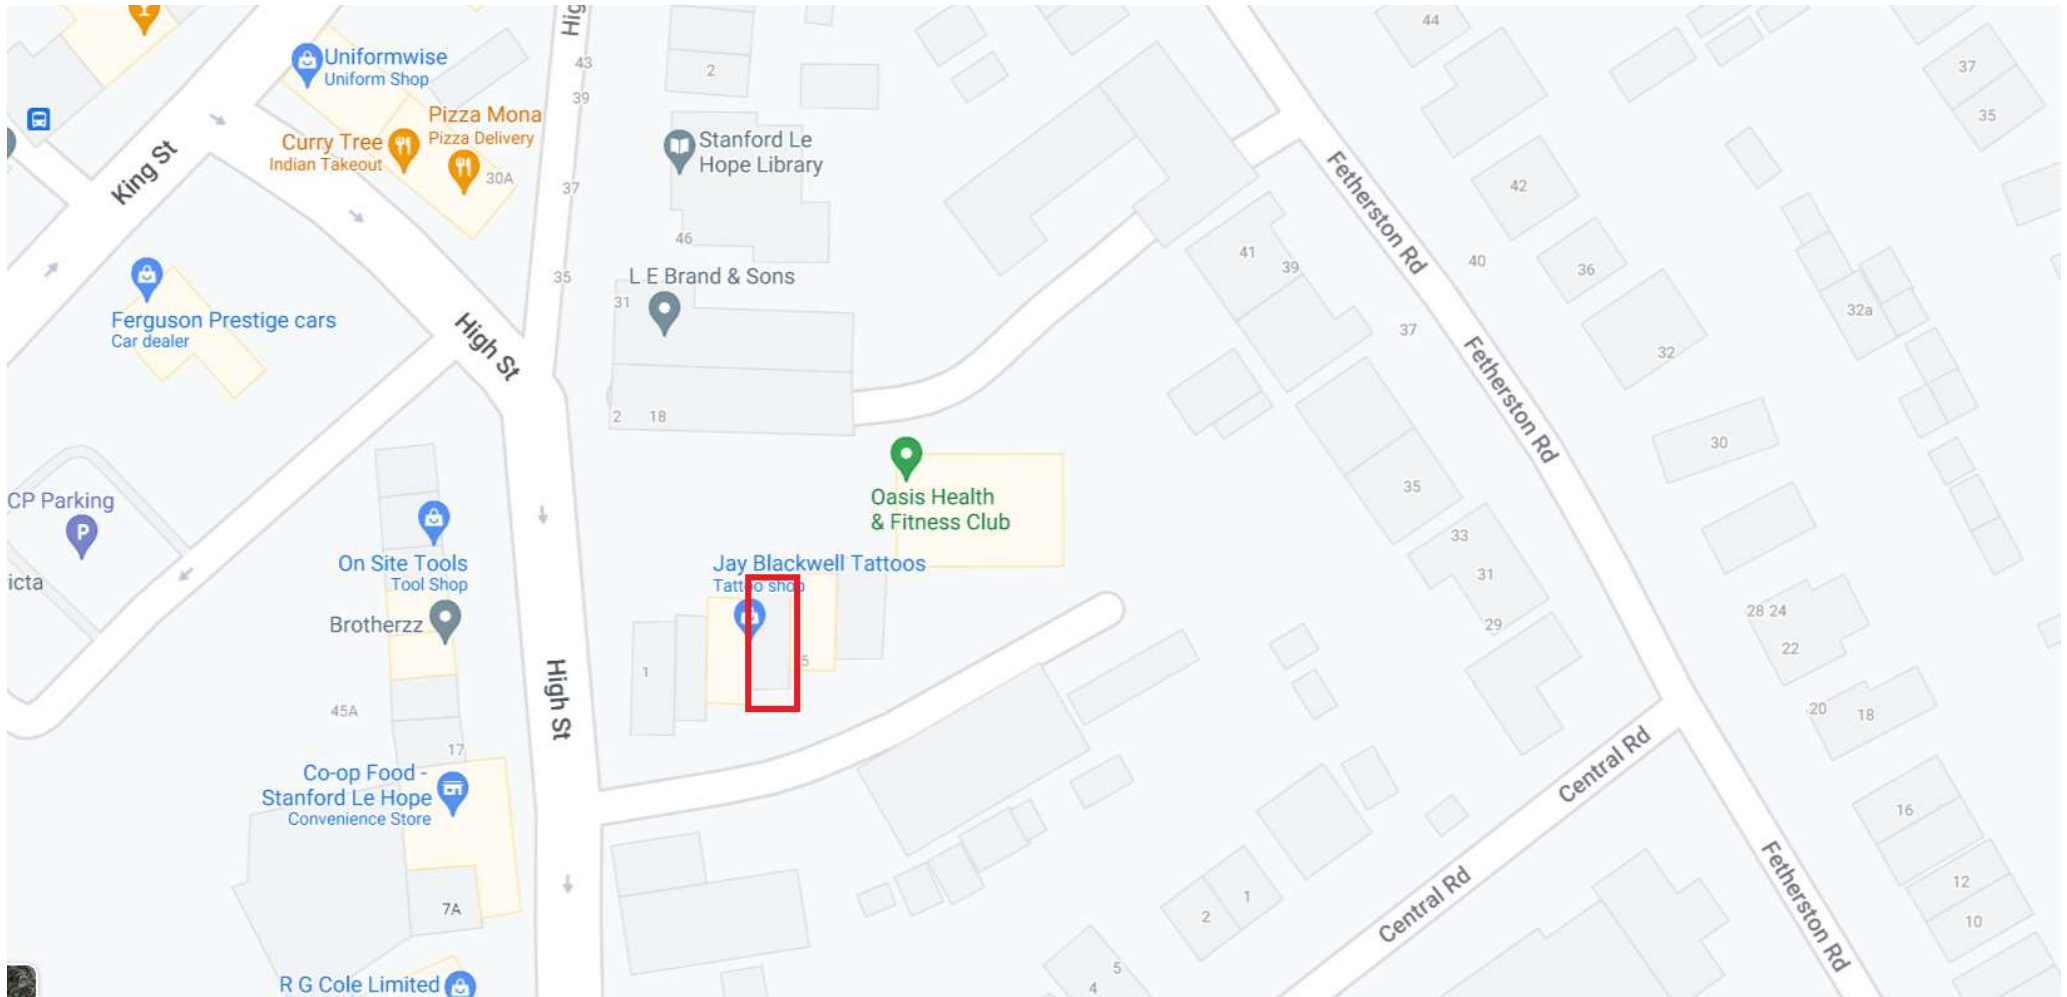 Hig
44
Uniformwise
Uniform Shop
43
2
37
39
35
Pizza Mona
Pizza Delivery
Curry Tree
Indian Takeout
30A
Stanford Le
Hope Library
King St
37
42
Fetherston Rd
46
41
39
40
36
35
L E Brand & Sons
31
32a
Ferguson Prestige cars
Car dealer
High St
37
32
Fetherston Rd
2
18
30
CP Parking
P
Oasis Health
& Fitness Club
35
33
On Site Tools
Tool Shop
Jay Blackwell Tattoos
Tattoo shop
icta
31
Brotherzz
29
28 24
22
1
5
High St
45A
20
18
17
Central Rd
Co-op Food -
Stanford Le Hope
Convenience Store
16
7A
Central Rd
Fetherston Rd
1
2
12
10
5
4
R G Cole Limited